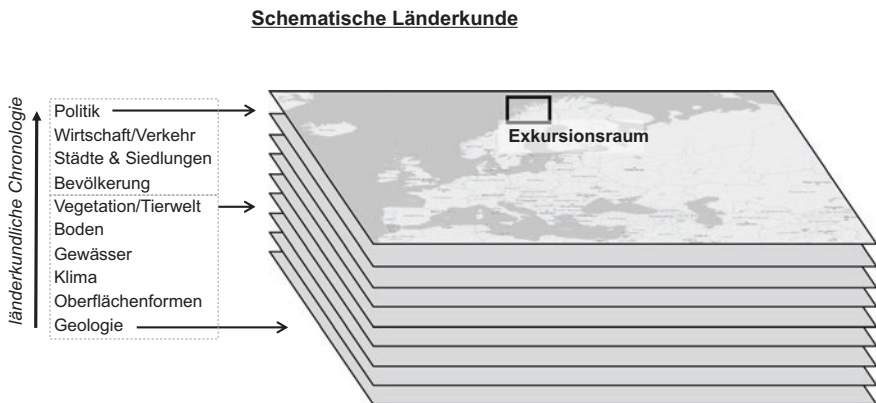 Schematische Länderkunde
länderkundliche Chronologie
Politik
Wirtschaft/Verkehr
Städte & Siedlungen
Bevölkerung
Vegetation/Tierwelt
Boden
Gewässer
Klima
Oberflächenformen
Geologie
Exkursionsraum